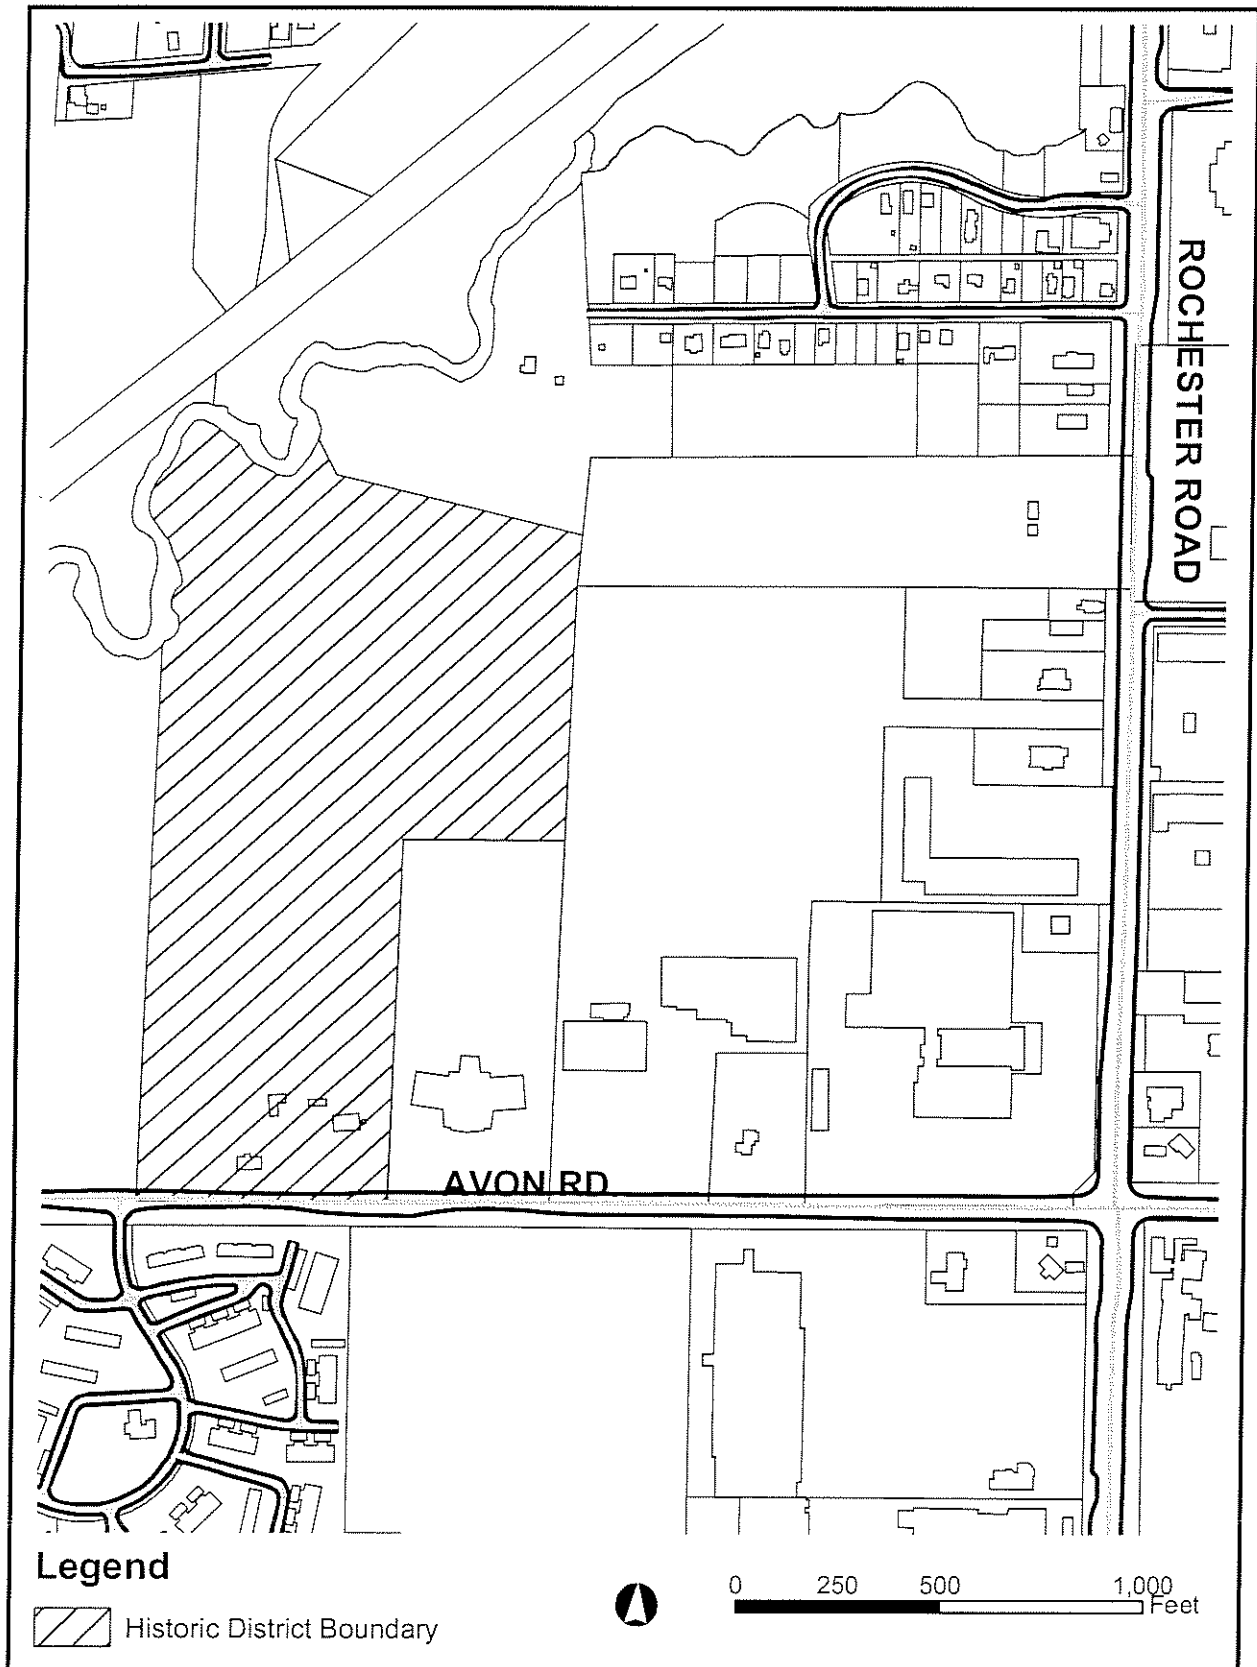 ROCHESTER ROAD
AVON RD
Legend
Historic District Boundary
0 250 500 1,000
Feet